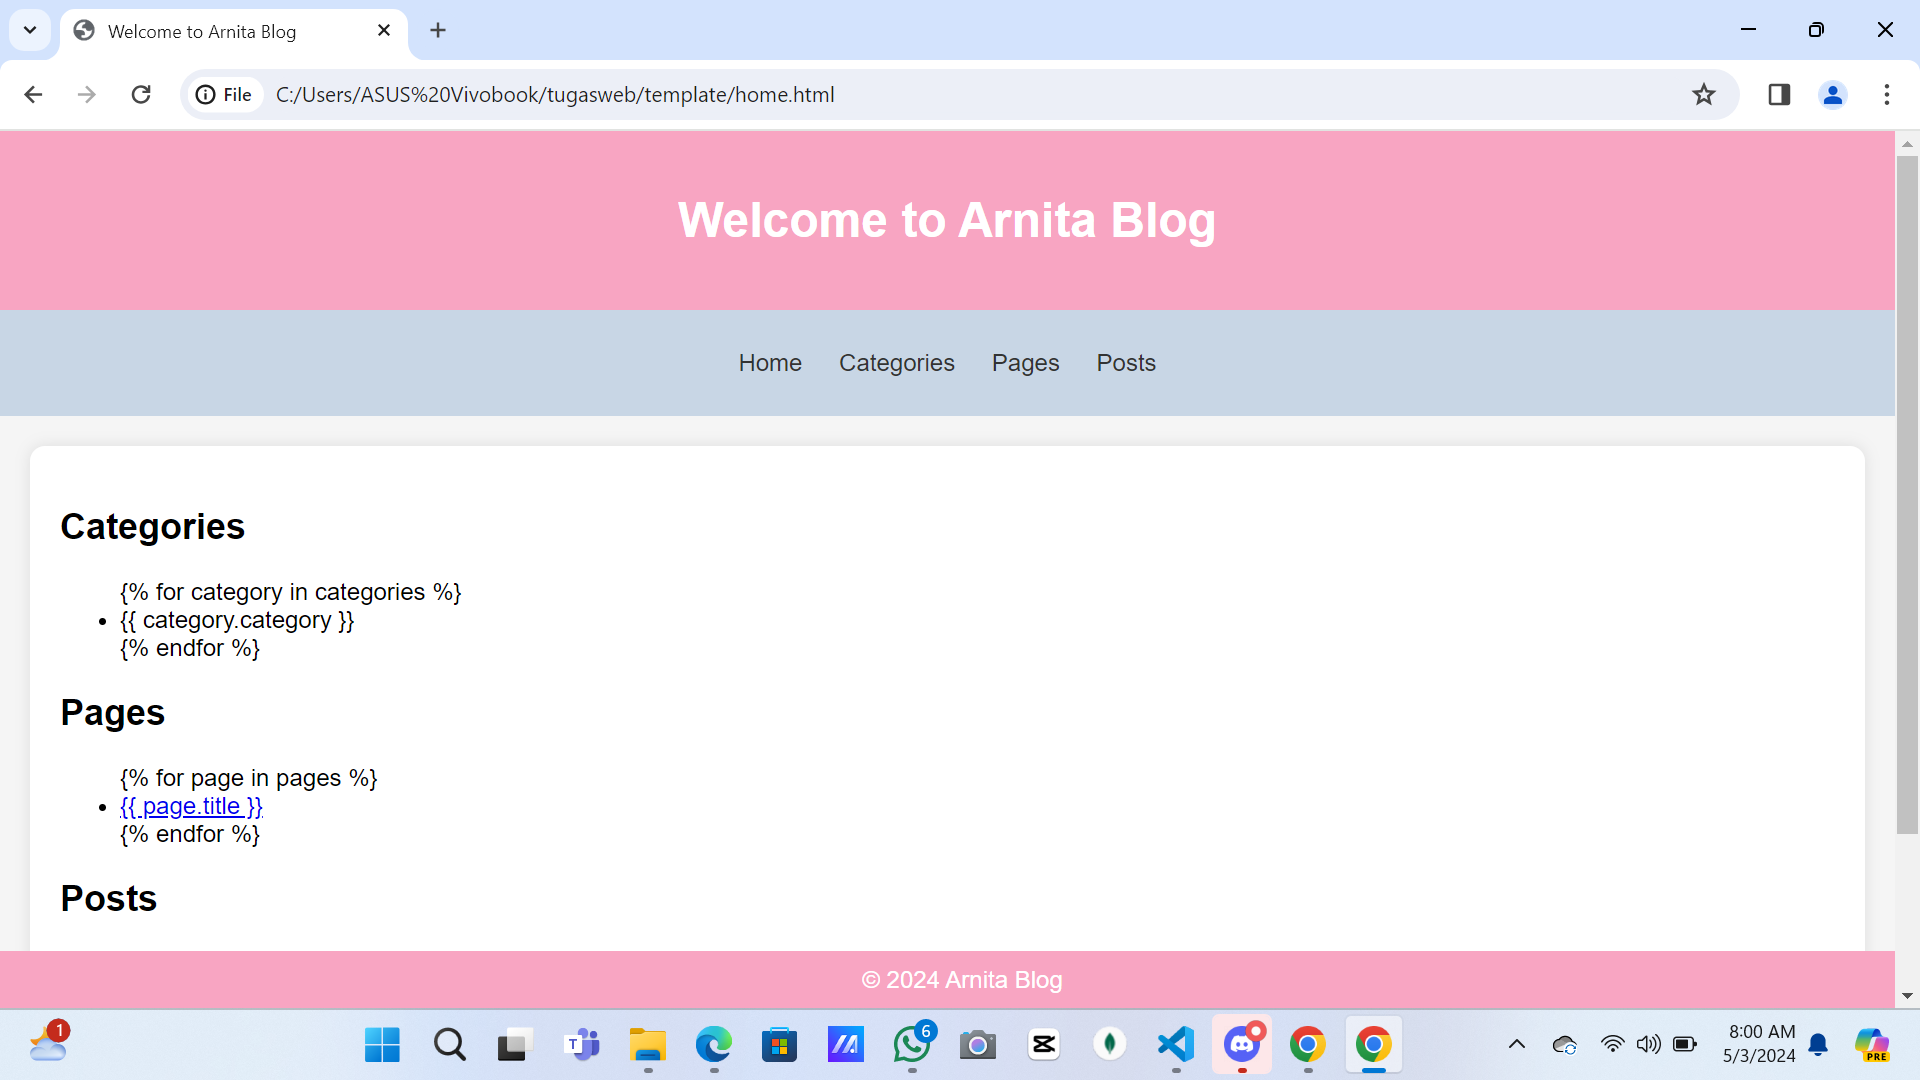 Welcome to Arnita Blog
File
C:/Users/ASUS%20Vivobook/tugasweb/template/home.html
Welcome to Arnita Blog
Home Categories Pages Posts
Categories
{% for category in categories %}
{{ category.category }}
{% endfor %}
Pages
{% for page in pages %}
{{ page.title }}
{% endfor %}
Posts
© 2024 Arnita Blog
1
T
6
8:00 AM
5/3/2024
PRE